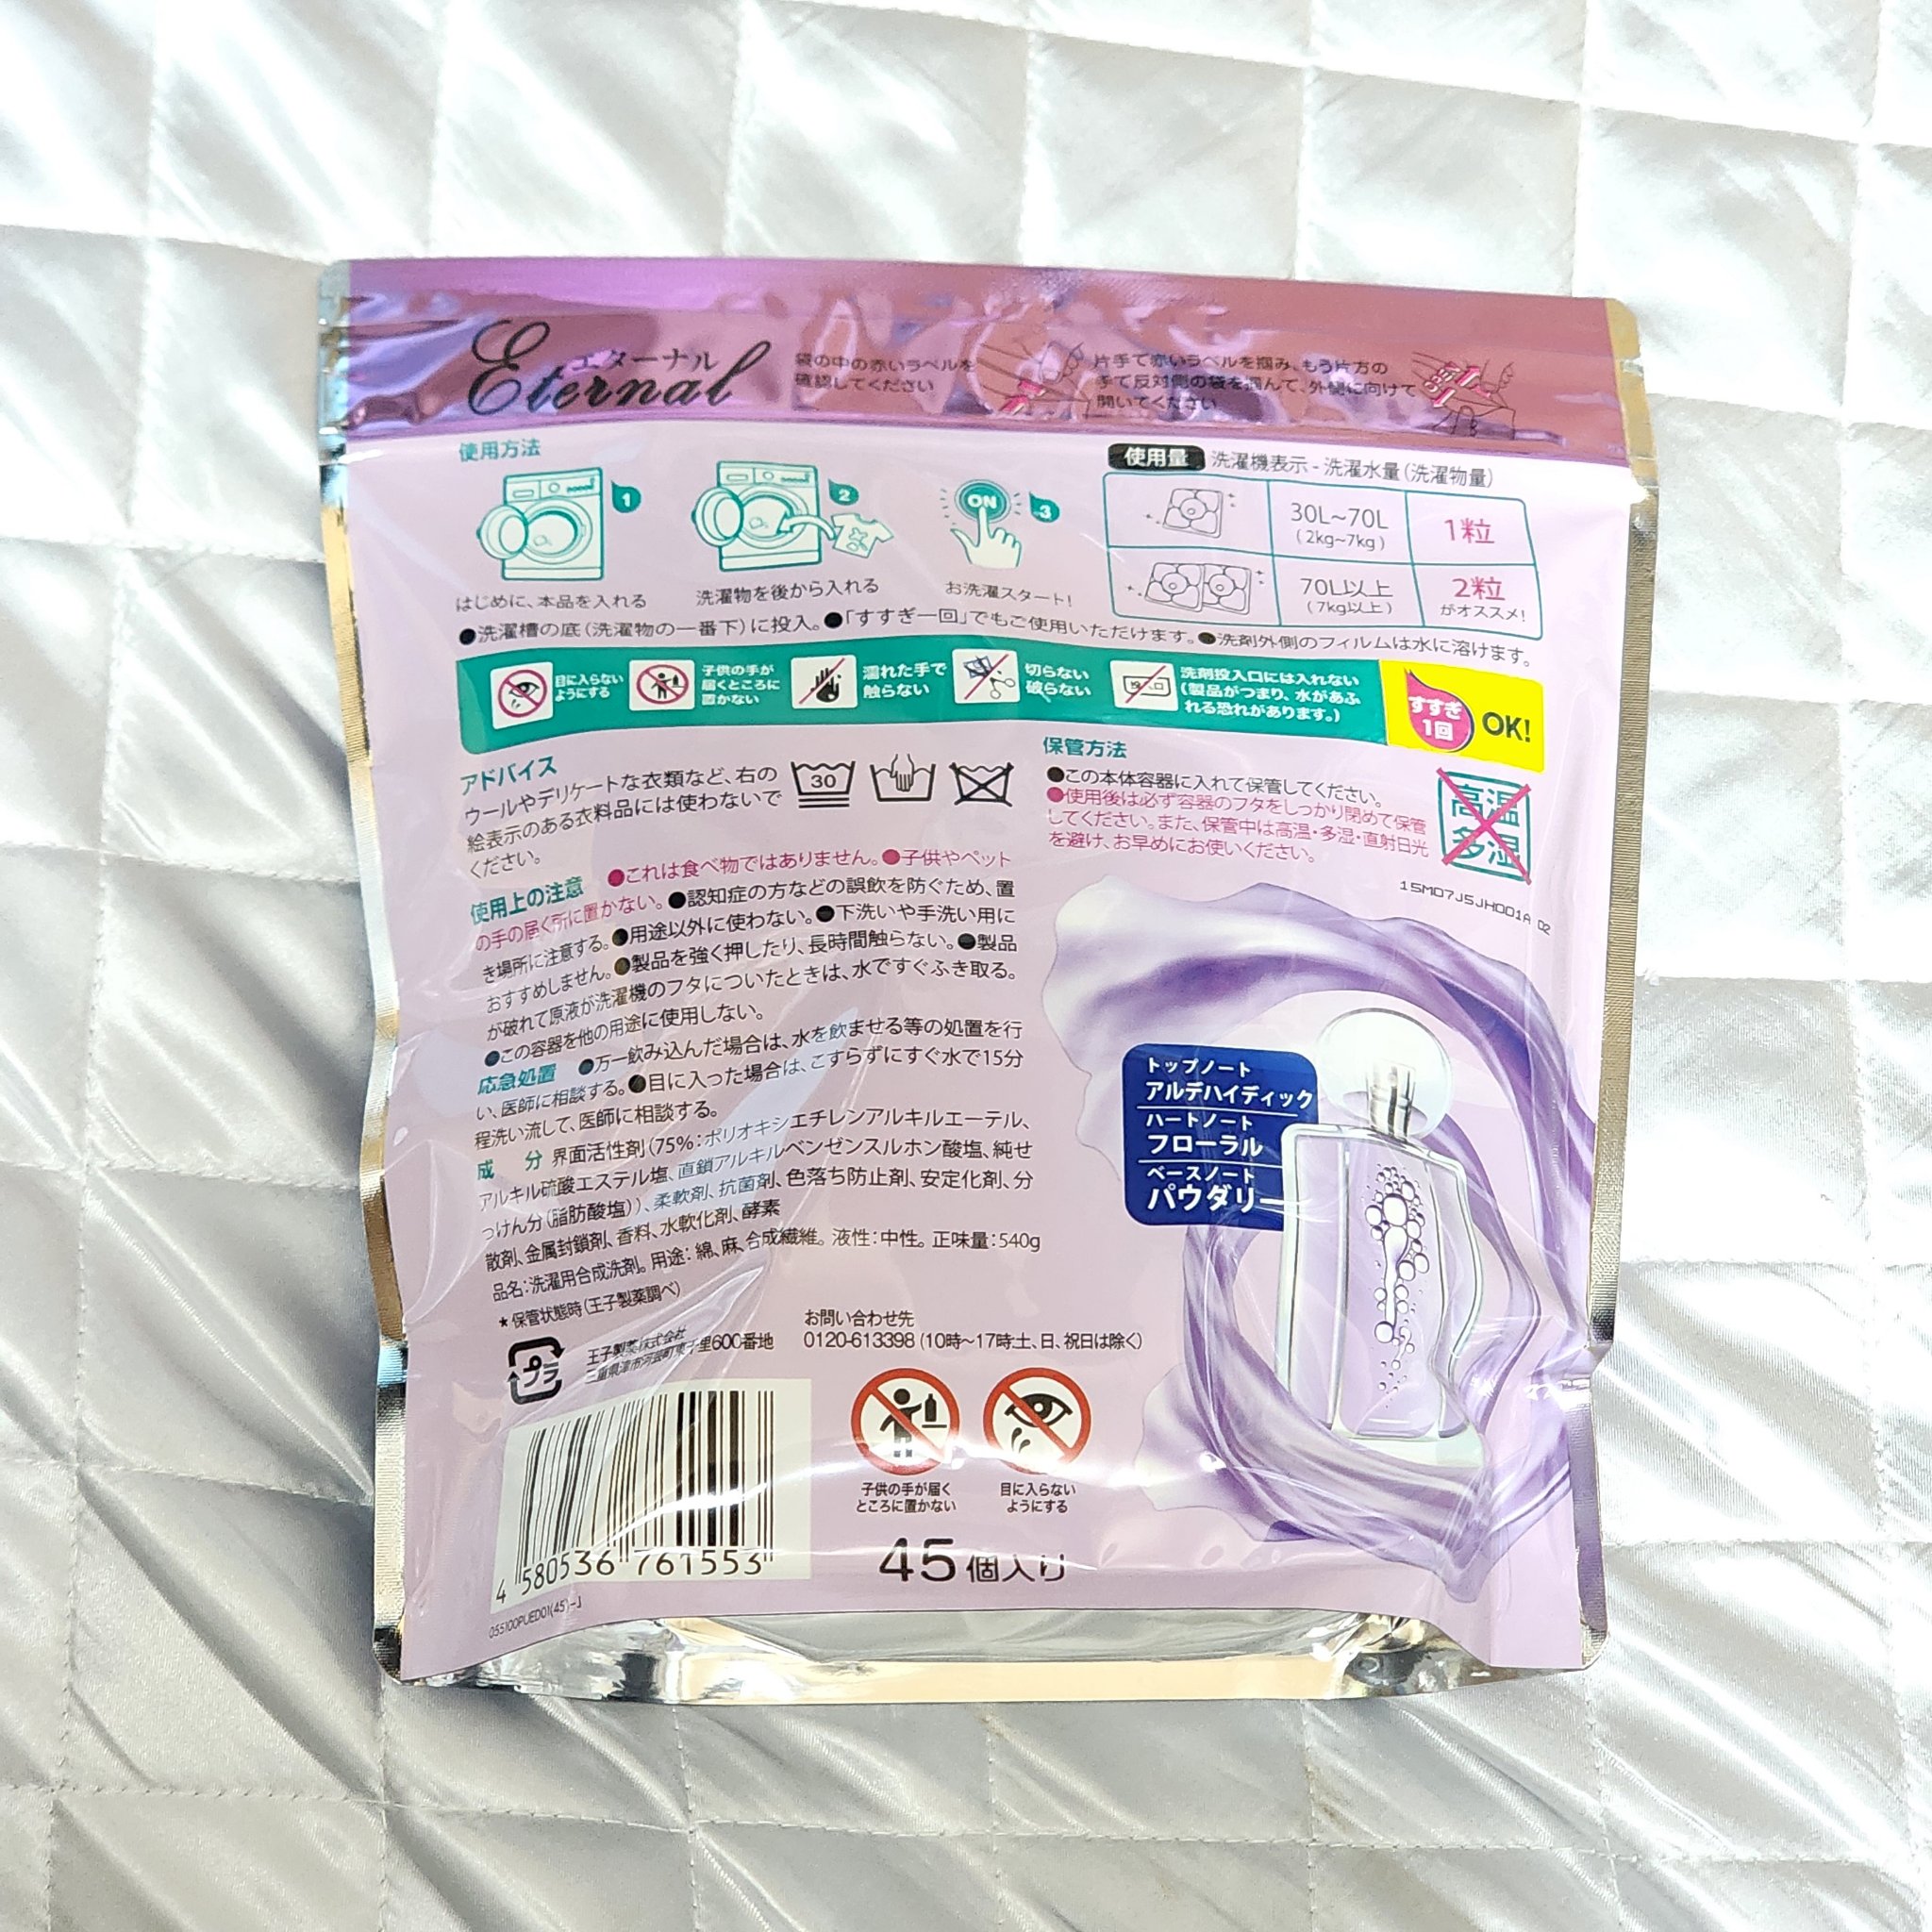 Eternal
エターナル
袋の中の赤いラベルを
確認してください
片手で赤いラベルを掴み、もう片方の
手で反対側の袋を掴んで、外側に向けて
開いてください
使用方法
1
はじめに、本品を入れる
2
洗濯物を後から入れる
ON
3
お洗濯スタート!
使用量 洗濯機表示 - 洗濯水量(洗濯物量)
30L~70L
(2kg~7kg)
1粒
70L以上
(7kg以上)
2粒
がオススメ!
●洗濯槽の底(洗濯物の一番下)に投入。●「すすぎ一回」でもご使用いただけます。●洗剤外側のフィルムは水に溶けます。
目に入らない
ようにする
子供の手が
届くところに
置かない
濡れた手で
触らない
切らない
破らない
投入口
洗剤投入口には入れない
(製品がつまり、水があふ
れる恐れがあります。)
すすぎ
1回
OK!
アドバイス
ウールやデリケートな衣類など、右の
絵表示のある衣料品には使わないで
ください。
30
保管方法
●この本体容器に入れて保管してください。
●使用後は必ず容器のフタをしっかり閉めて保管
してください。また、保管中は高温・多湿・直射日光
を避け、お早めにお使いください。
高温
多湿
15M07J5JH001A 02
使用上の注意 ●これは食べ物ではありません。●子供やペット
の手の届く所に置かない。●認知症の方などの誤飲を防ぐため、置
き場所に注意する。●用途以外に使わない。●下洗いや手洗い用に
おすすめしません。●製品を強く押したり、長時間触らない。●製品
が破れて原液が洗濯機のフタについたときは、水ですぐふき取る。
●この容器を他の用途に使用しない。
応急処置 ●万一飲み込んだ場合は、水を飲ませる等の処置を行
い、医師に相談する。●目に入った場合は、こすらずにすぐ水で15分
程洗い流して、医師に相談する。
成 分 界面活性剤(75%:ポリオキシエチレンアルキルエーテル、
アルキル硫酸エステル塩、直鎖アルキルベンゼンスルホン酸塩、純せ
っけん分(脂肪酸塩))、柔軟剤、抗菌剤、色落ち防止剤、安定化剤、分
散剤、金属封鎖剤、香料、水軟化剤、酵素
品名:洗濯用合成洗剤。用途:綿、麻、合成繊維。液性:中性。正味量:540g
*保管状態時(王子製薬調べ)
トップノート
アルデハイディック
ハートノート
フローラル
ベースノート
パウダリー
プラ
王子製薬株式会社
三重県津市河芸町東千里600番地
お問い合わせ先
0120-613398 (10時~17時土、日、祝日は除く)
子供の手が届く
ところに置かない
目に入らない
ようにする
4 580536 761553
45個入り
055100PUED01(45)-J